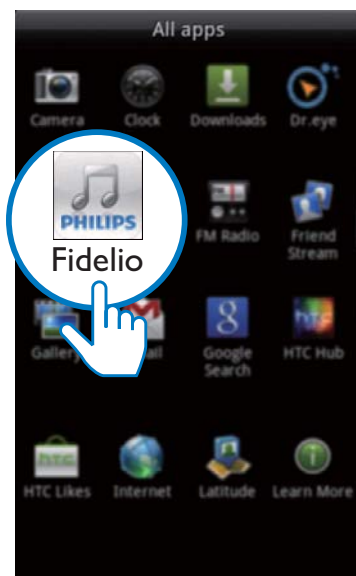 All apps
Camera Clock Downloads Dr.eye
PHILIPS
Fidelio
FM Radio Friend
Stream
Gallery Google
Search HTC Hub
hTC
HTC Likes Internet Latitude Learn More